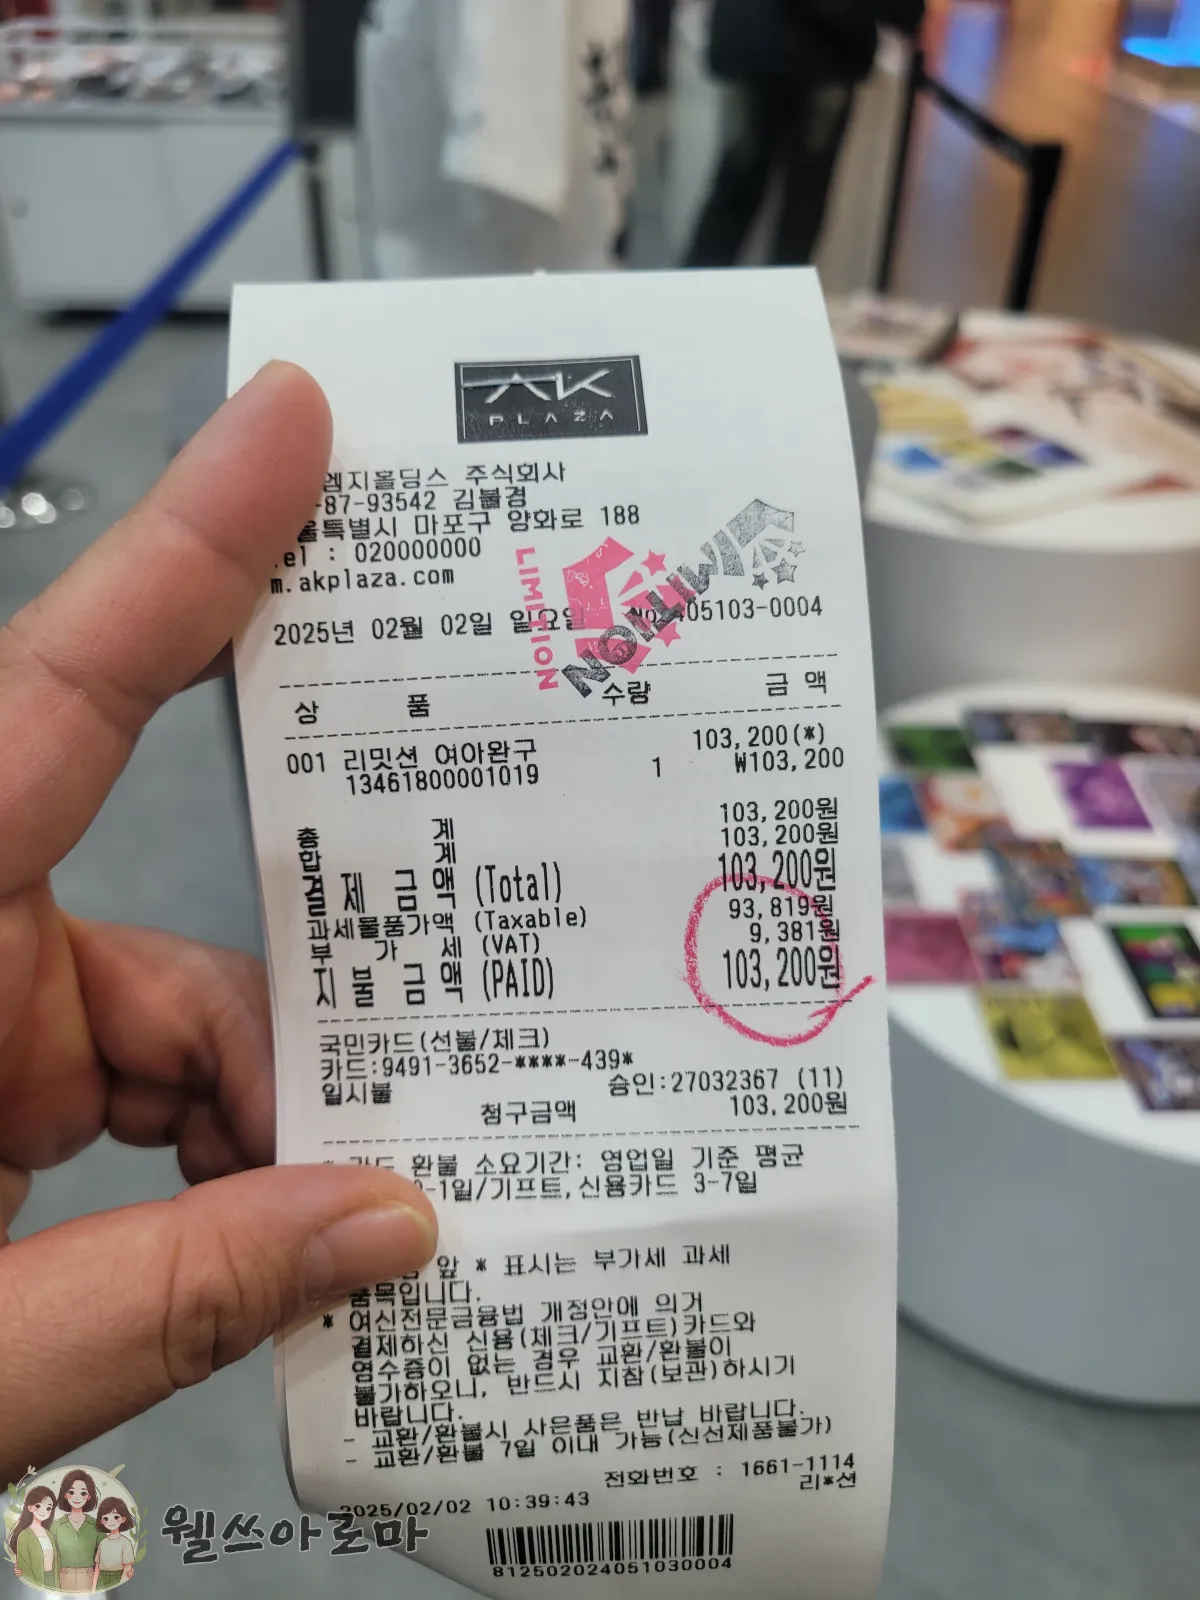 AK
PLAZA
엠지홀딩스 주식회사
-87-93542 김불경
울특별시 마포구 양화로 188
el : 020000000
m.akplaza.com
LIMITION
LIMITION
2025년 02월 02일 일요일 No:405103-0004
상 품 수량 금 액
001 리밋션 여아완구 103,200(*)
13461800001019 1 ₩103,200
총 계 103,200원
합 계 103,200원
결 제 금 액 (Total) 103,200원
과세물품가액 (Taxable) 93,819원
부 가 세 (VAT) 9,381원
지 불 금 액 (PAID) 103,200원
국민카드(선불/체크)
카드:9491-3652-****-439*
일시불 승인:27032367 (11)
청구금액 103,200원
* 카드 환불 소요기간: 영업일 기준 평균
-1일/기프트,신용카드 3-7일
앞 * 표시는 부가세 과세
품목입니다.
* 여신전문금융법 개정안에 의거
결제하신 신용(체크/기프트)카드와
영수증이 없는 경우 교환/환불이
불가하오니, 반드시 지참(보관)하시기
바랍니다.
- 교환/환불시 사은품은 반납 바랍니다.
- 교환/환불 7일 이내 가능(신선제품불가)
전화번호 : 1661-1114
리*션
2025/02/02 10:39:43
812502024051030004
웰쓰아로마